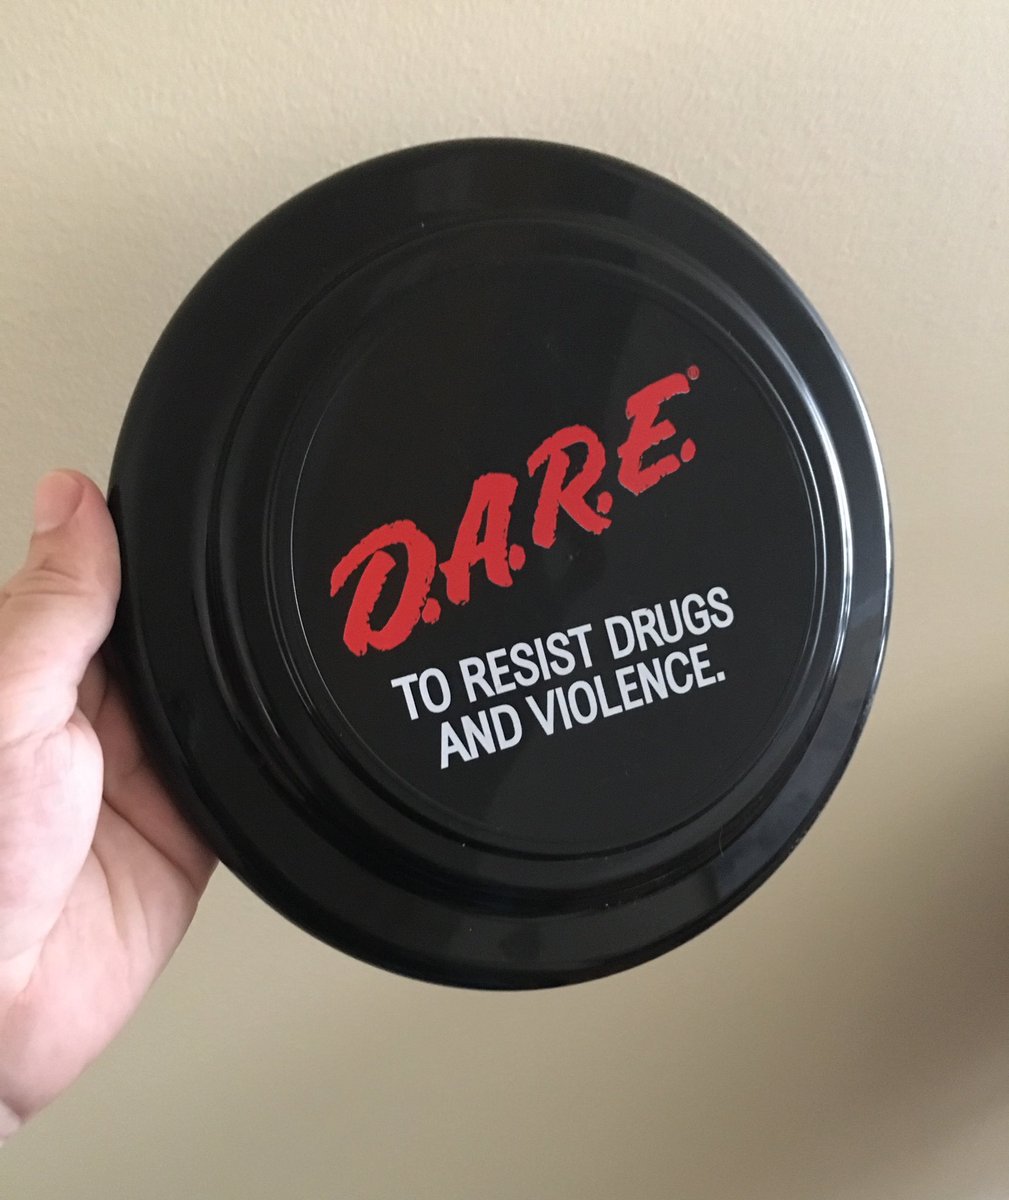 D.A.R.E.®
TO RESIST DRUGS
AND VIOLENCE.